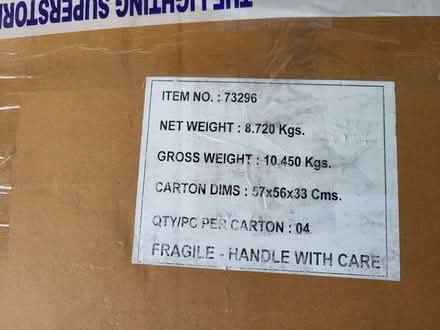 THE LIGHTING SUPERSTORE
ITEM NO. : 73296
NET WEIGHT : 8.720 Kgs.
GROSS WEIGHT : 10.450 Kgs.
CARTON DIMS : 57x56x33 Cms.
QTY/PC PER CARTON : 04
FRAGILE - HANDLE WITH CARE